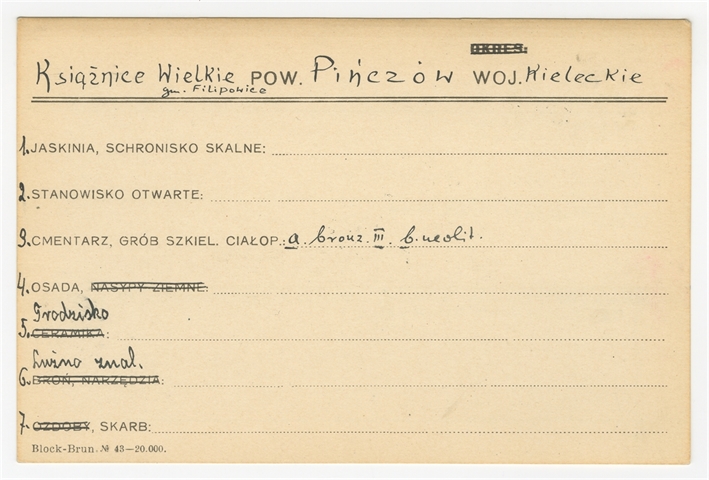 OKRES:
Książnice Wielkie POW. Pińczów WOJ. Kieleckie
gm. Filipowice
1. JASKINIA, SCHRONISKO SKALNE:
2. STANOWISKO OTWARTE:
3. CMENTARZ, GRÓB SZKIEL. CIAŁOP.: a. bronz. III. b. neolit.
4. OSADA, NASYPY ZIEMNE:
Grodzisko
5. CERAMIKA:
Luźno znal.
6. BROŃ, NARZĘDZIA:
7. OZDOBY, SKARB:
Block-Brun. № 43—20.000.